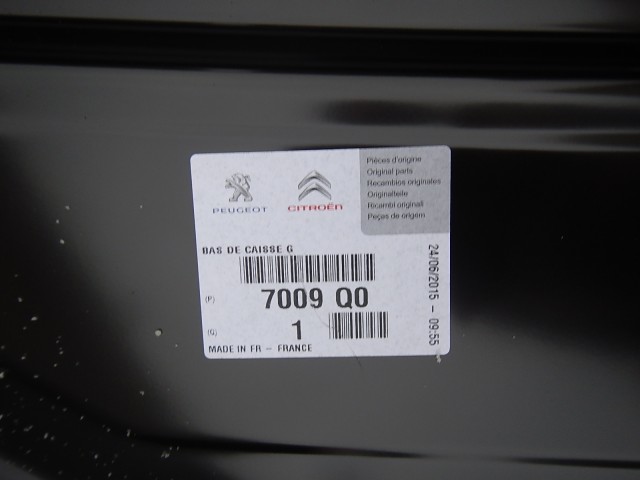 PEUGEOT
CITROËN
Pièces d'origine
Original parts
Recambios originales
Originalteile
Ricambi originali
Peças de origem
BAS DE CAISSE G
(P) 7009 Q0
(Q) 1
MADE IN FR - FRANCE
24/06/2015 - 09:55